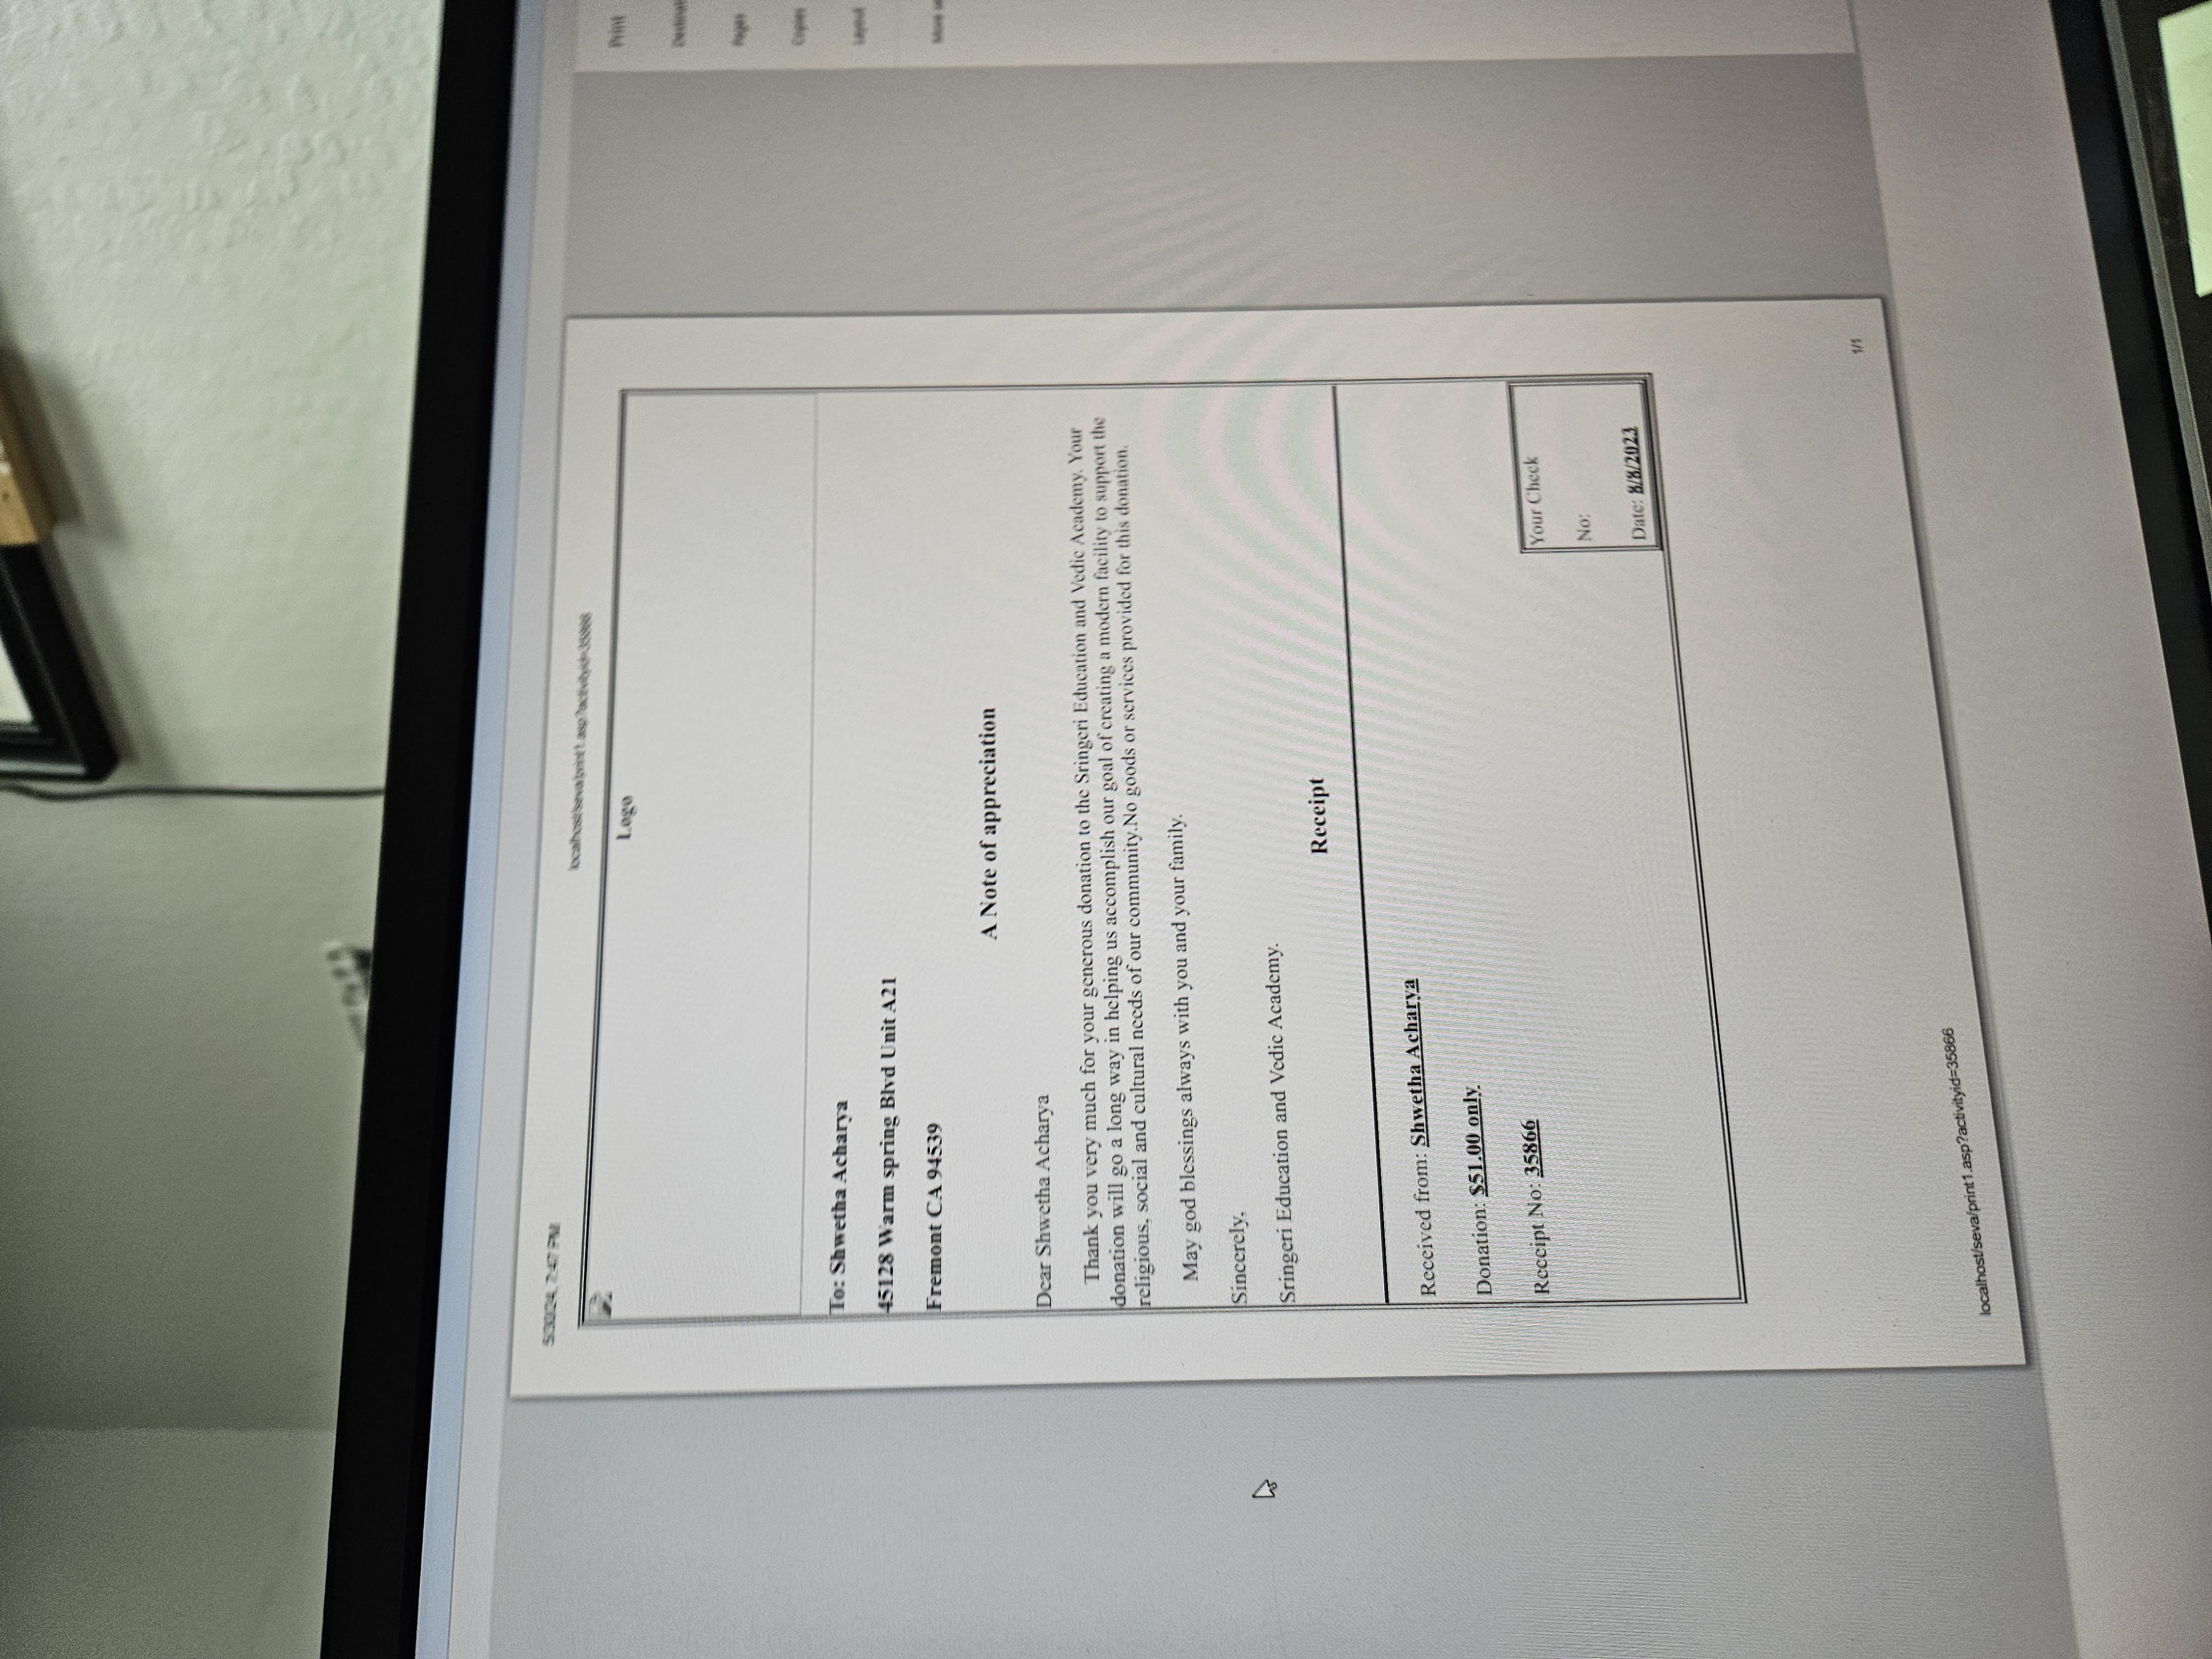 5/30/24, 7:47 PM
localhost/seva/print1.asp?activityid=35866
Logo
To: Shwetha Acharya
45128 Warm spring Blvd Unit A21
Fremont CA 94539
A Note of appreciation
Dear Shwetha Acharya
Thank you very much for your generous donation to the Sringeri Education and Vedic Academy. Your
donation will go a long way in helping us accomplish our goal of creating a modern facility to support the
religious, social and cultural needs of our community.No goods or services provided for this donation.
May god blessings always with you and your family.
Sincerely,
Sringeri Education and Vedic Academy.
Receipt
Received from: Shwetha Acharya
Donation: $51.00 only.
Receipt No: 35866
Your Check
No:
Date: 8/8/2023
1/1
localhost/seva/print1.asp?activityid=35866
Print
Pages
Copies
Layout
More